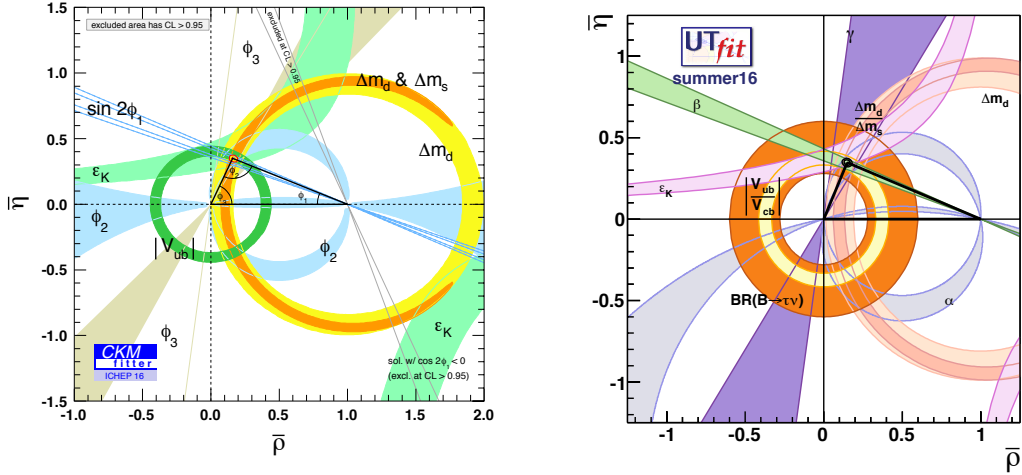 excluded area has CL > 0.95
excluded at CL > 0.95
ϕ3
Δmd & Δms
sin 2ϕ1
Δmd
εK
ϕ2
ϕ3
ϕ1
ϕ2
|Vub|
ϕ2
εK
ϕ3
CKM
fitter
ICHEP 16
sol. w/ cos 2ϕ1 < 0
(excl. at CL > 0.95)
1.5
1.0
0.5
0.0
-0.5
-1.0
-1.5
-1.0
-0.5
0.0
0.5
1.0
1.5
2.0
η̄
ρ̄
η̄
UTfit
summer16
γ
β
Δmd
Δms
Δmd
εK
|Vub
Vcb|
BR(B→τν)
α
1
0.5
0
-0.5
-1
-1
-0.5
0
0.5
1
ρ̄